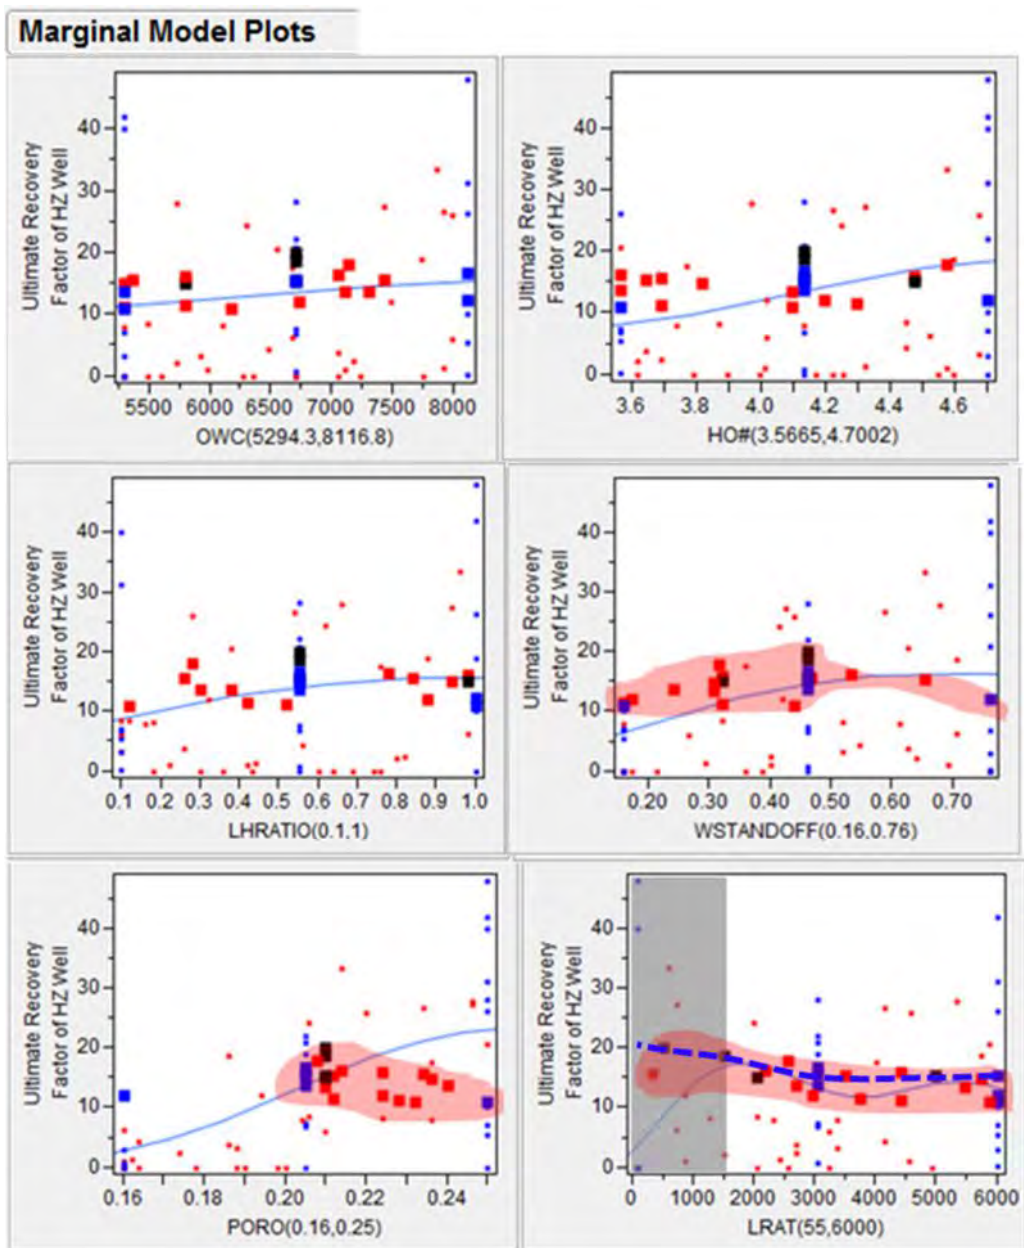 Marginal Model Plots
Ultimate Recovery
Factor of HZ Well
40
30
20
10
0
5500 6000 6500 7000 7500 8000
OWC(5294.3,8116.8)
Ultimate Recovery
Factor of HZ Well
40
30
20
10
0
3.6 3.8 4.0 4.2 4.4 4.6
HO#(3.5665,4.7002)
Ultimate Recovery
Factor of HZ Well
40
30
20
10
0
0.1 0.2 0.3 0.4 0.5 0.6 0.7 0.8 0.9 1.0
LHRATIO(0.1,1)
Ultimate Recovery
Factor of HZ Well
40
30
20
10
0
0.20 0.30 0.40 0.50 0.60 0.70
WSTANDOFF(0.16,0.76)
Ultimate Recovery
Factor of HZ Well
40
30
20
10
0
0.16 0.18 0.20 0.22 0.24
PORO(0.16,0.25)
Ultimate Recovery
Factor of HZ Well
40
30
20
10
0
0 1000 2000 3000 4000 5000 6000
LRAT(55,6000)